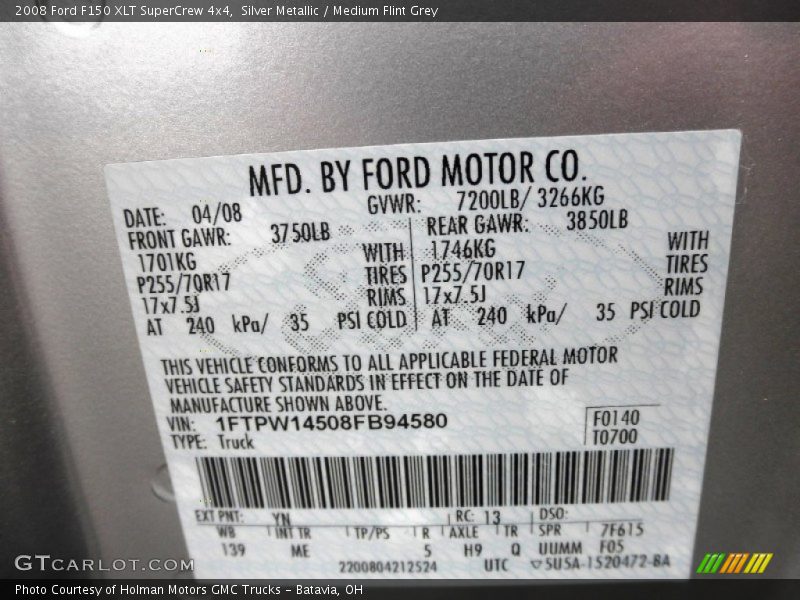 2008 Ford F150 XLT SuperCrew 4x4, Silver Metallic / Medium Flint Grey
MFD. BY FORD MOTOR CO.
DATE: 04/08 GVWR: 7200LB/ 3266KG
FRONT GAWR: 3750LB REAR GAWR: 3850LB
1701KG WITH 1746KG WITH
P255/70R17 TIRES P255/70R17 TIRES
17x7.5J RIMS 17x7.5J RIMS
AT 240 kPa/ 35 PSI COLD AT 240 kPa/ 35 PSI COLD
THIS VEHICLE CONFORMS TO ALL APPLICABLE FEDERAL MOTOR
VEHICLE SAFETY STANDARDS IN EFFECT ON THE DATE OF
MANUFACTURE SHOWN ABOVE.
VIN: 1FTPW14508FB94580 F0140
TYPE: Truck T0700
EXT PNT: YN RC: 13 DSO:
WB INT TR TP/PS R AXLE TR SPR 7F615
139 ME 5 H9 Q UUMM F05
2200804212524 UTC ▽5USA-1520472-BA
GTCARLOT.COM
Photo Courtesy of Holman Motors GMC Trucks - Batavia, OH